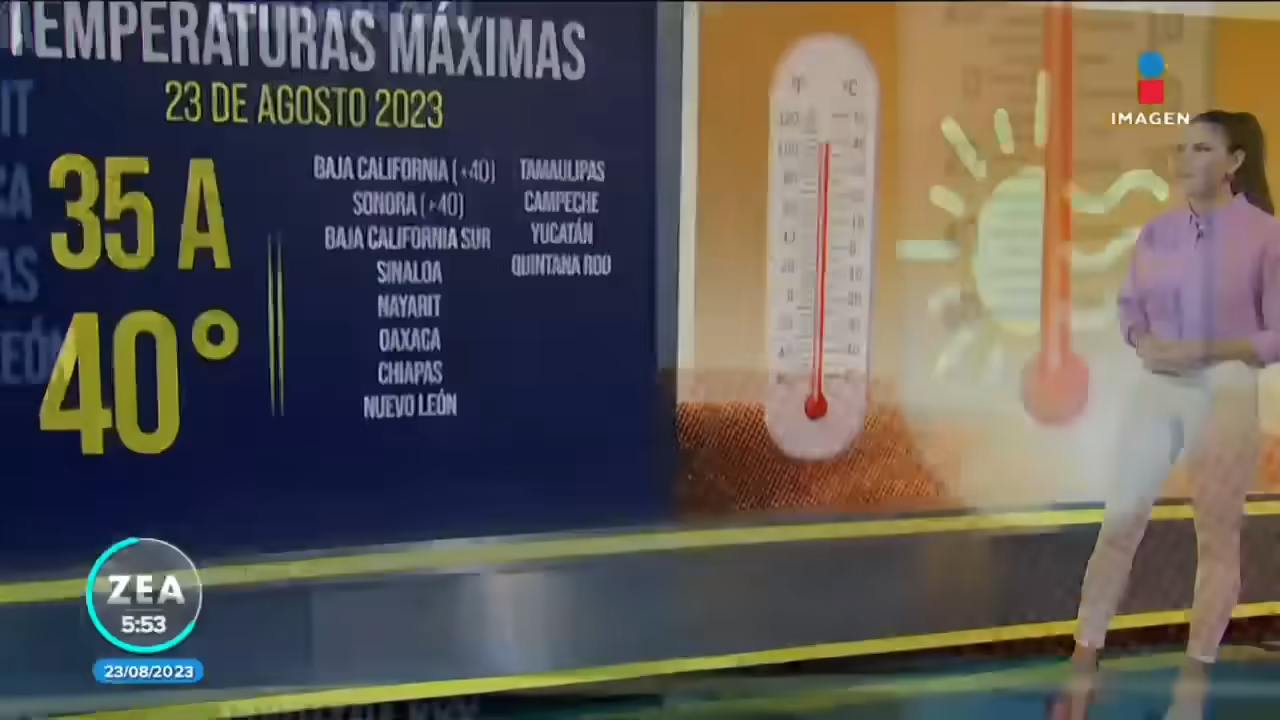 TEMPERATURAS MÁXIMAS
23 DE AGOSTO 2023
35 A
40°
BAJA CALIFORNIA (+40)
SONORA (+40)
BAJA CALIFORNIA SUR
SINALOA
NAYARIT
OAXACA
CHIAPAS
NUEVO LEÓN
TAMAULIPAS
CAMPECHE
YUCATÁN
QUINTANA ROO
°F °C
IMAGEN
ZEA
5:53
23/08/2023